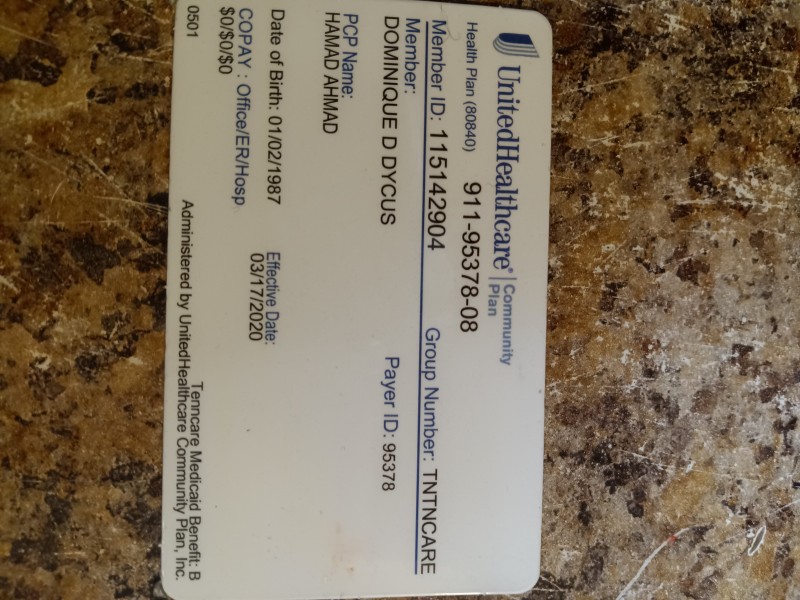 UnitedHealthcare® | Community Plan
Health Plan (80840) 911-95378-08
Member ID: 115142904 Group Number: TNTNCARE
Member:
DOMINIQUE D DYCUS Payer ID: 95378
PCP Name:
HAMAD AHMAD
Date of Birth: 01/02/1987 Effective Date:
03/17/2020
COPAY : Office/ER/Hosp
$0/$0/$0
Tenncare Medicaid Benefit: B
0501 Administered by UnitedHealthcare Community Plan, Inc.